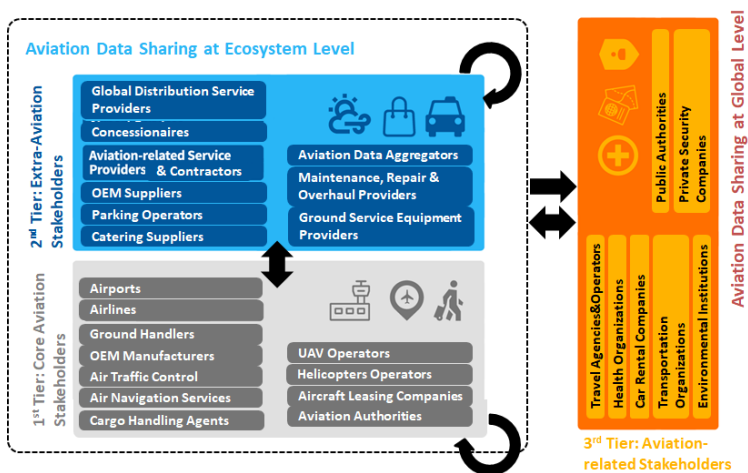 Aviation Data Sharing at Ecosystem Level
2nd Tier: Extra-Aviation
Stakeholders
Global Distribution Service
Providers
Concessionaires
Aviation-related Service
Providers & Contractors
OEM Suppliers
Parking Operators
Catering Suppliers
Aviation Data Aggregators
Maintenance, Repair &
Overhaul Providers
Ground Service Equipment
Providers
1st Tier: Core Aviation
Stakeholders
Airports
Airlines
Ground Handlers
OEM Manufacturers
Air Traffic Control
Air Navigation Services
Cargo Handling Agents
UAV Operators
Helicopters Operators
Aircraft Leasing Companies
Aviation Authorities
Public Authorities
Private Security
Companies
Travel Agencies&Operators
Health Organizations
Car Rental Companies
Transportation
Organizations
Environmental Institutions
3rd Tier: Aviation-
related Stakeholders
Aviation Data Sharing at Global Level